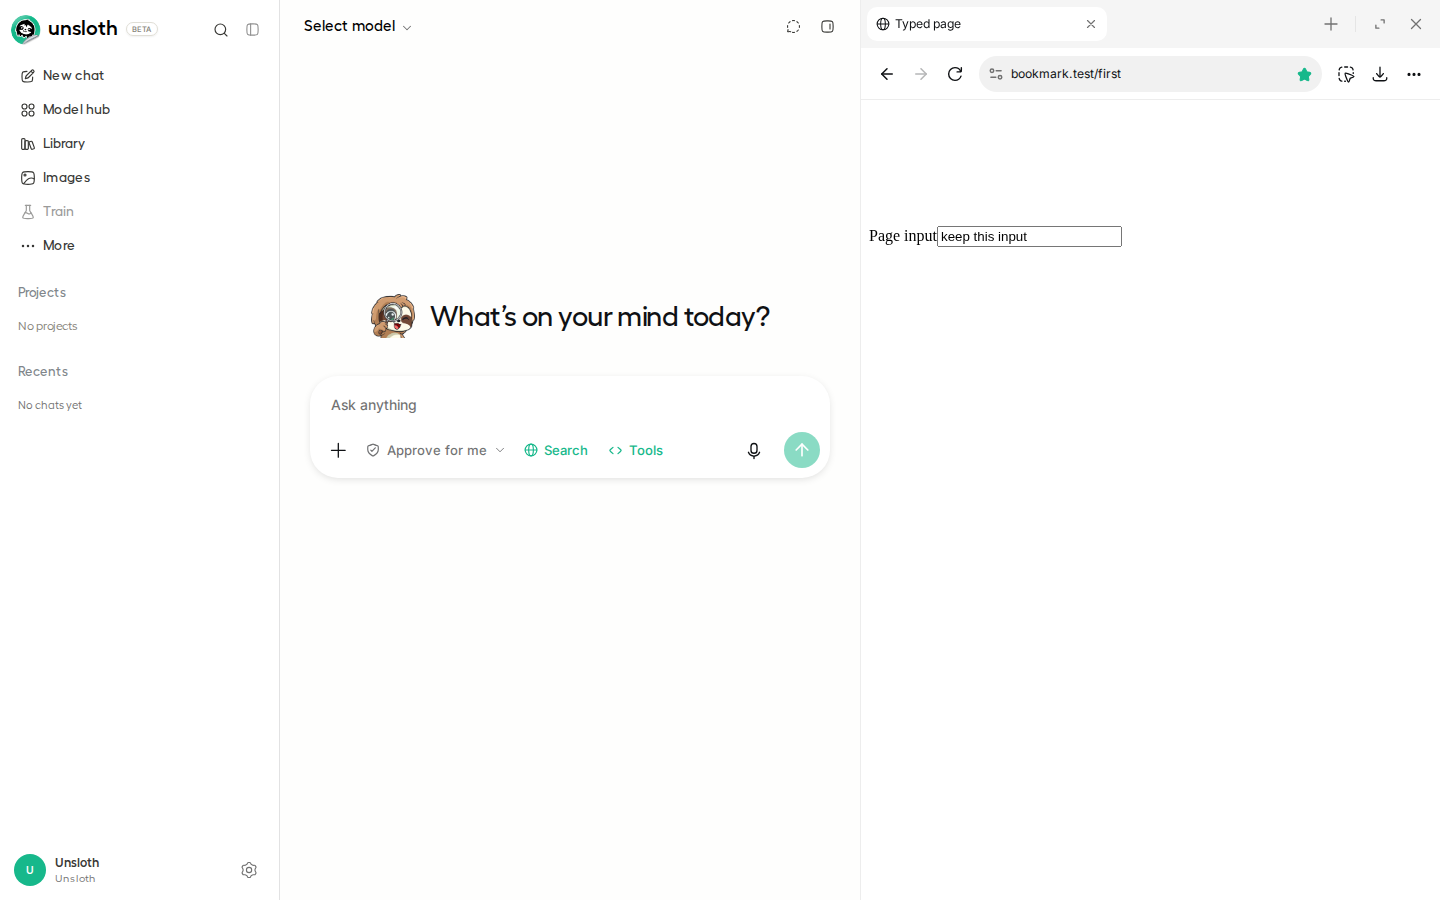 unsloth
BETA
New chat
Model hub
Library
Images
Train
More
Projects
No projects
Recents
No chats yet
U
Unsloth
Unsloth
Select model
What's on your mind today?
Ask anything
Approve for me
Search
Tools
Typed page
bookmark.test/first
Page input keep this input